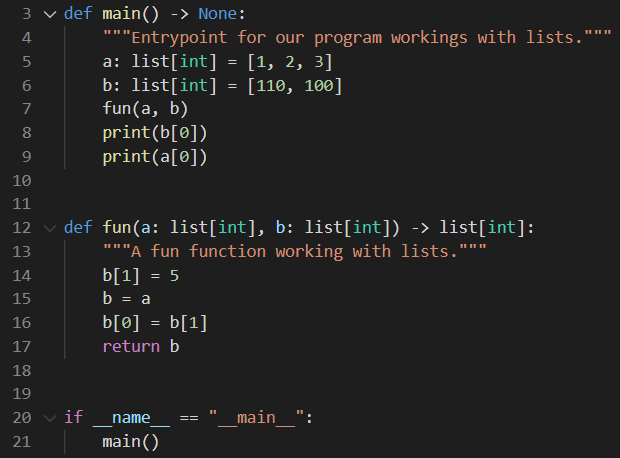 3 def main() -> None:
4     """Entrypoint for our program workings with lists."""
5     a: list[int] = [1, 2, 3]
6     b: list[int] = [110, 100]
7     fun(a, b)
8     print(b[0])
9     print(a[0])
10
11
12 def fun(a: list[int], b: list[int]) -> list[int]:
13     """A fun function working with lists."""
14     b[1] = 5
15     b = a
16     b[0] = b[1]
17     return b
18
19
20 if __name__ == "__main__":
21     main()